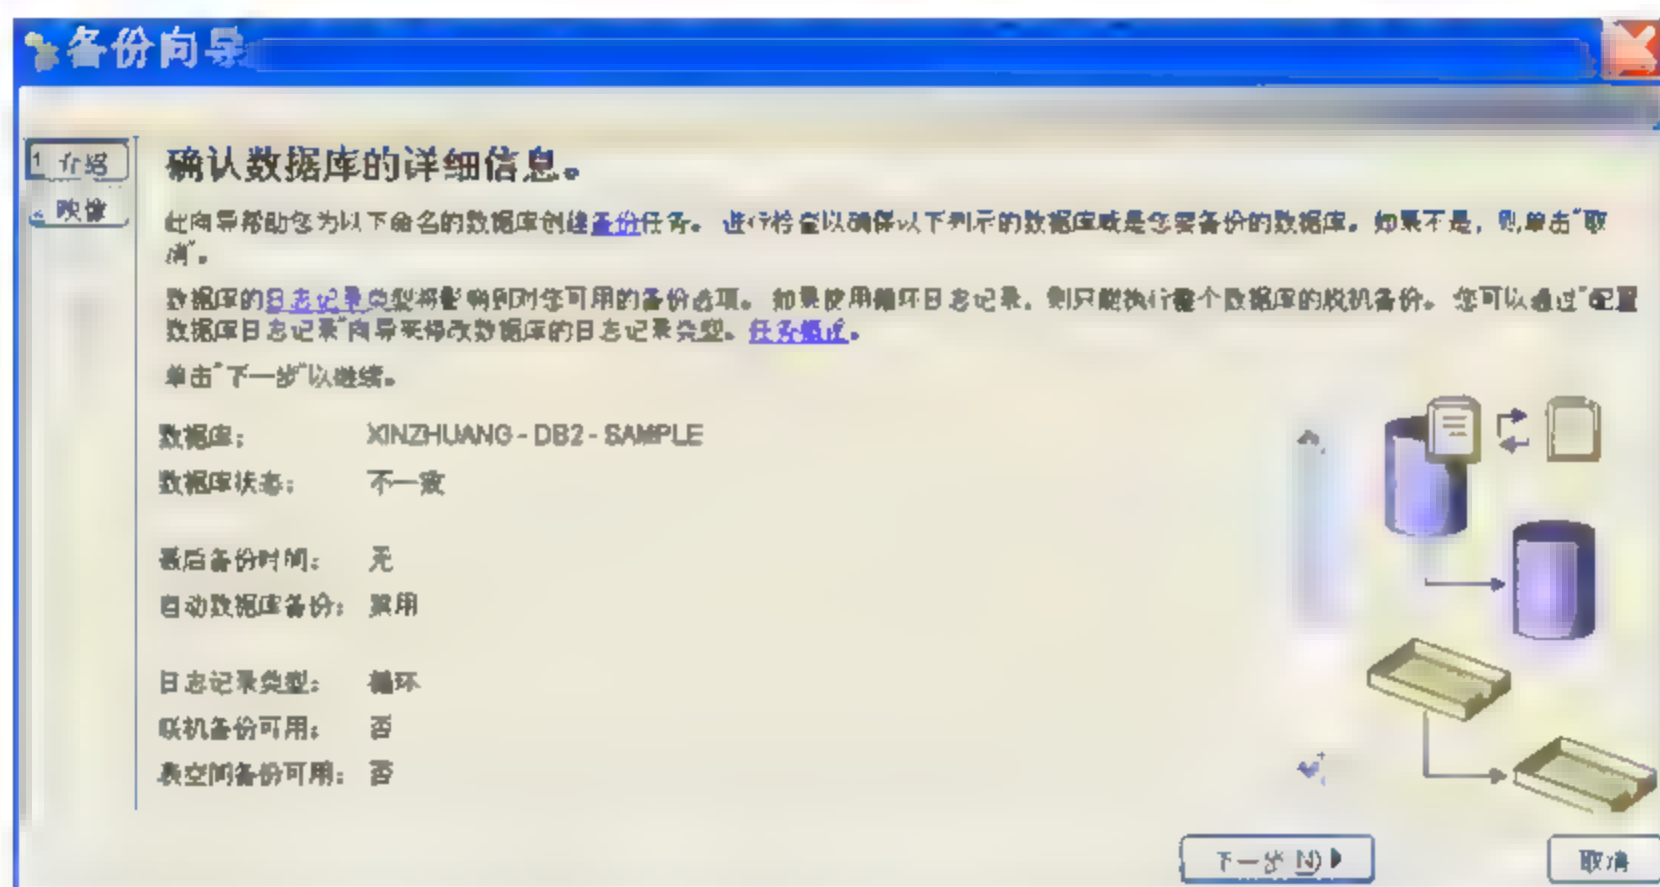 备份向导
1 介绍
2 映像
确认数据库的详细信息。
此向导帮助您为以下命名的数据库创建备份任务。 进行检查以确保以下列示的数据库就是您要备份的数据库。如果不是，则单击"取
消"。
数据库的日志记录类型将影响到对您可用的备份选项。 如果使用循环日志记录，则只能执行整个数据库的脱机备份。 您可以通过"配置
数据库日志记录"向导来修改数据库的日志记录类型。任务概述。
单击"下一步"以继续。
数据库： XINZHUANG - DB2 - SAMPLE
数据库状态： 不一致
最后备份时间： 无
自动数据库备份： 禁用
日志记录类型： 循环
联机备份可用： 否
表空间备份可用： 否
下一步(N) 取消